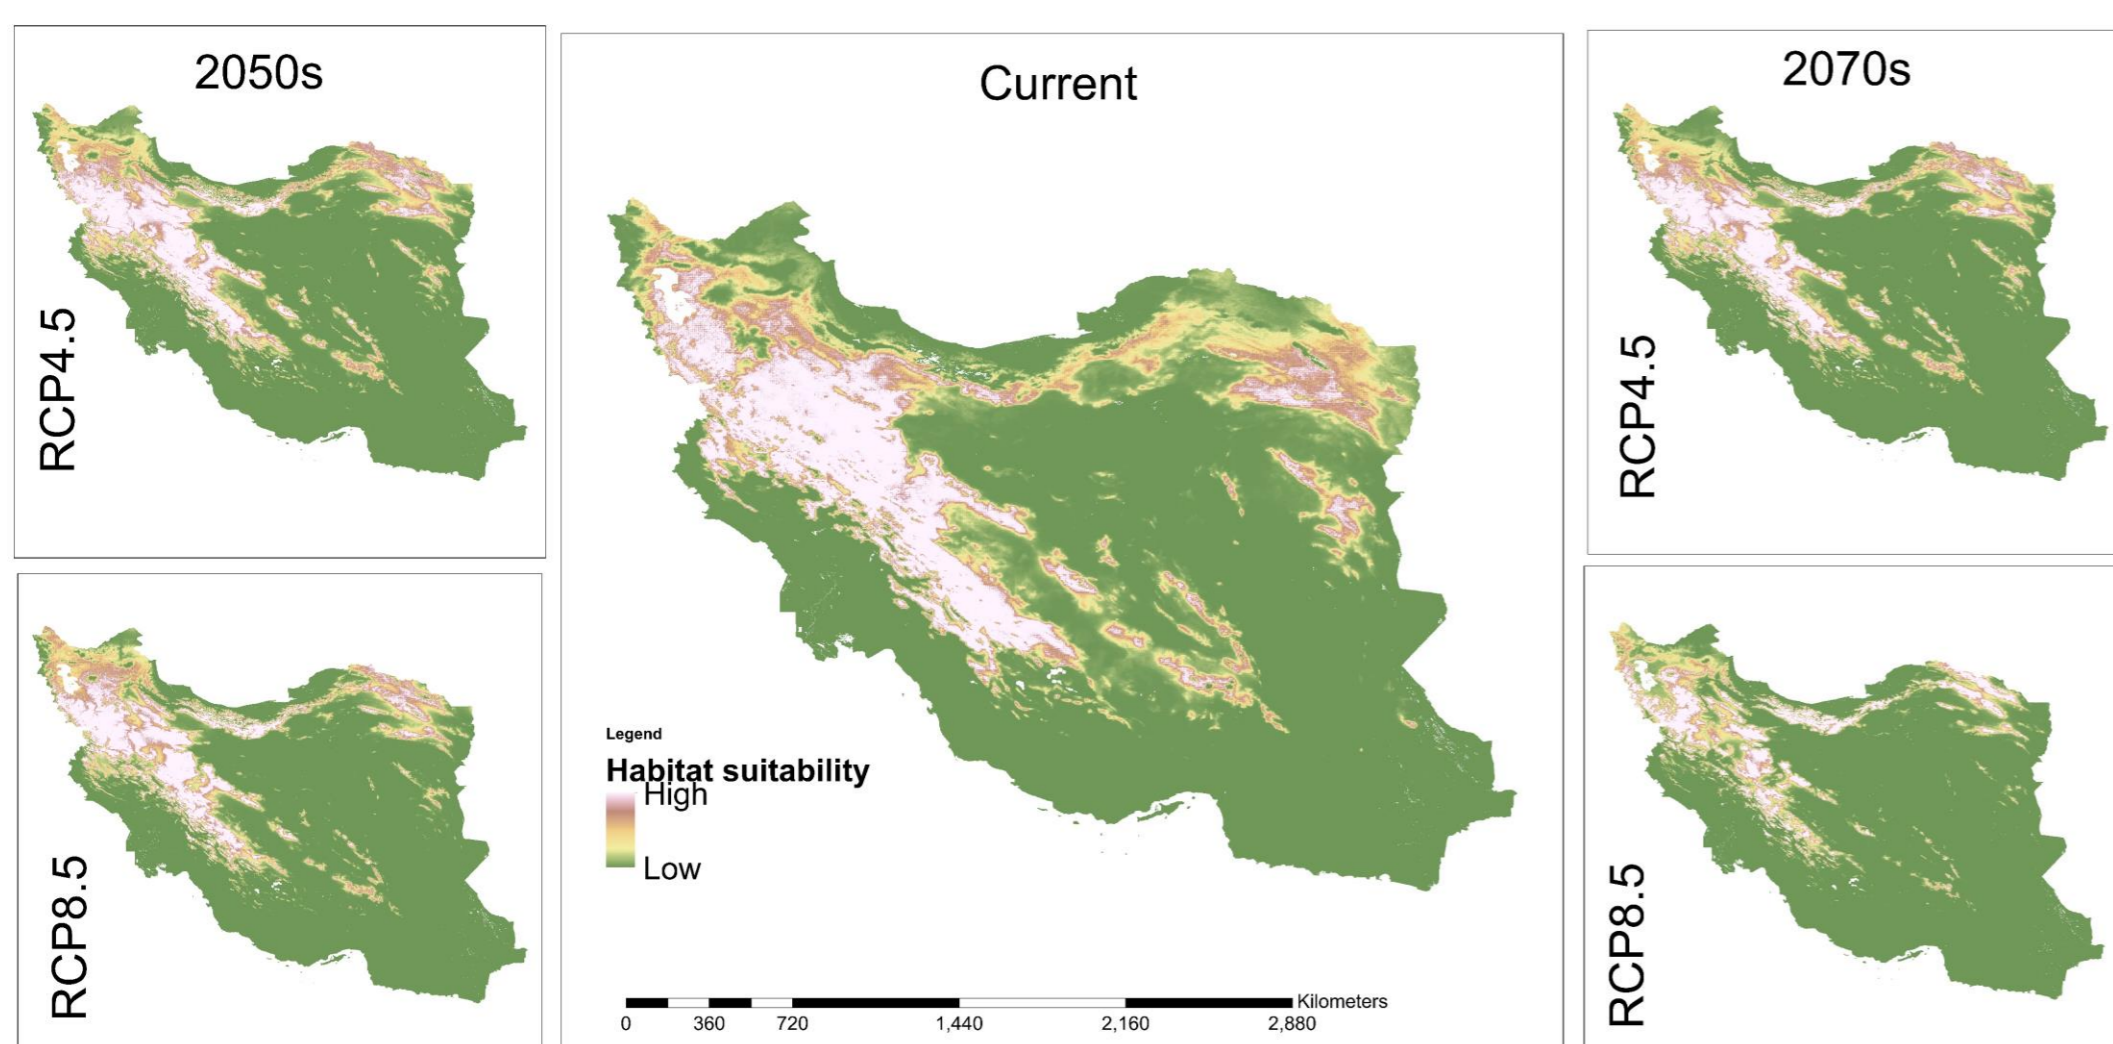 2050s
RCP4.5
RCP8.5
Current
Legend
Habitat suitability
High
Low
Kilometers
0 360 720 1,440 2,160 2,880
2070s
RCP4.5
RCP8.5